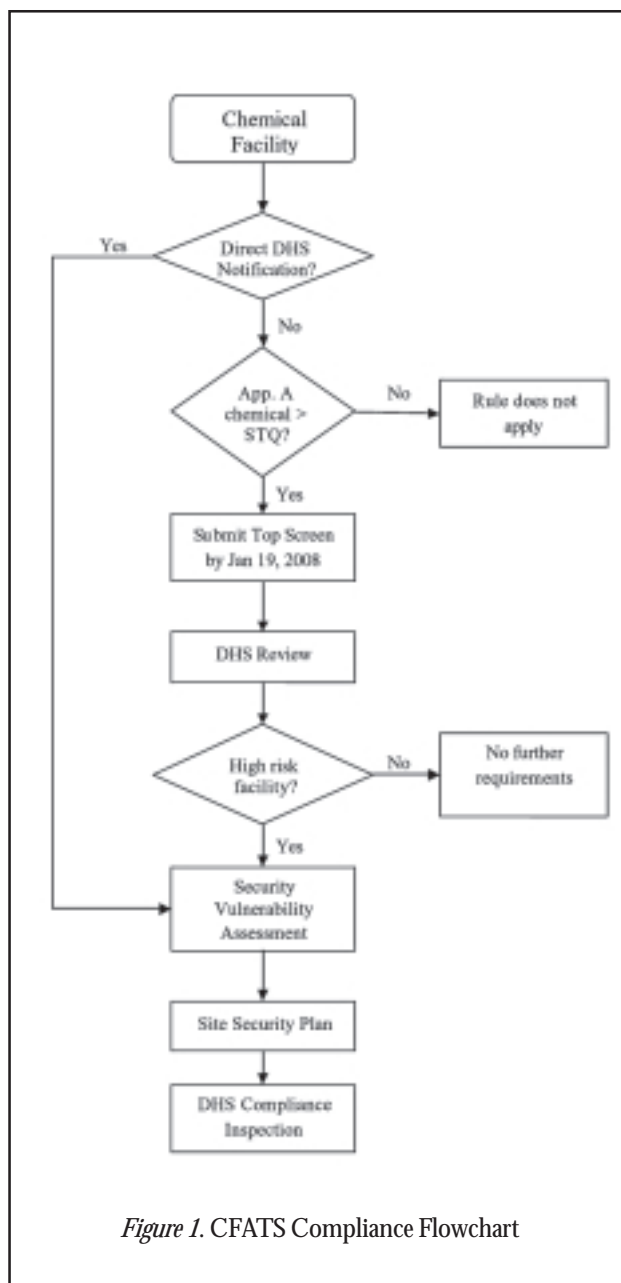 Chemical
Facility
Yes
Direct DHS
Notification?
No
App. A
chemical >
STQ?
No
Rule does not
apply
Yes
Submit Top Screen
by Jan 19, 2008
DHS Review
High risk
facility?
No
No further
requirements
Yes
Security
Vulnerability
Assessment
Site Security Plan
DHS Compliance
Inspection
Figure 1. CFATS Compliance Flowchart